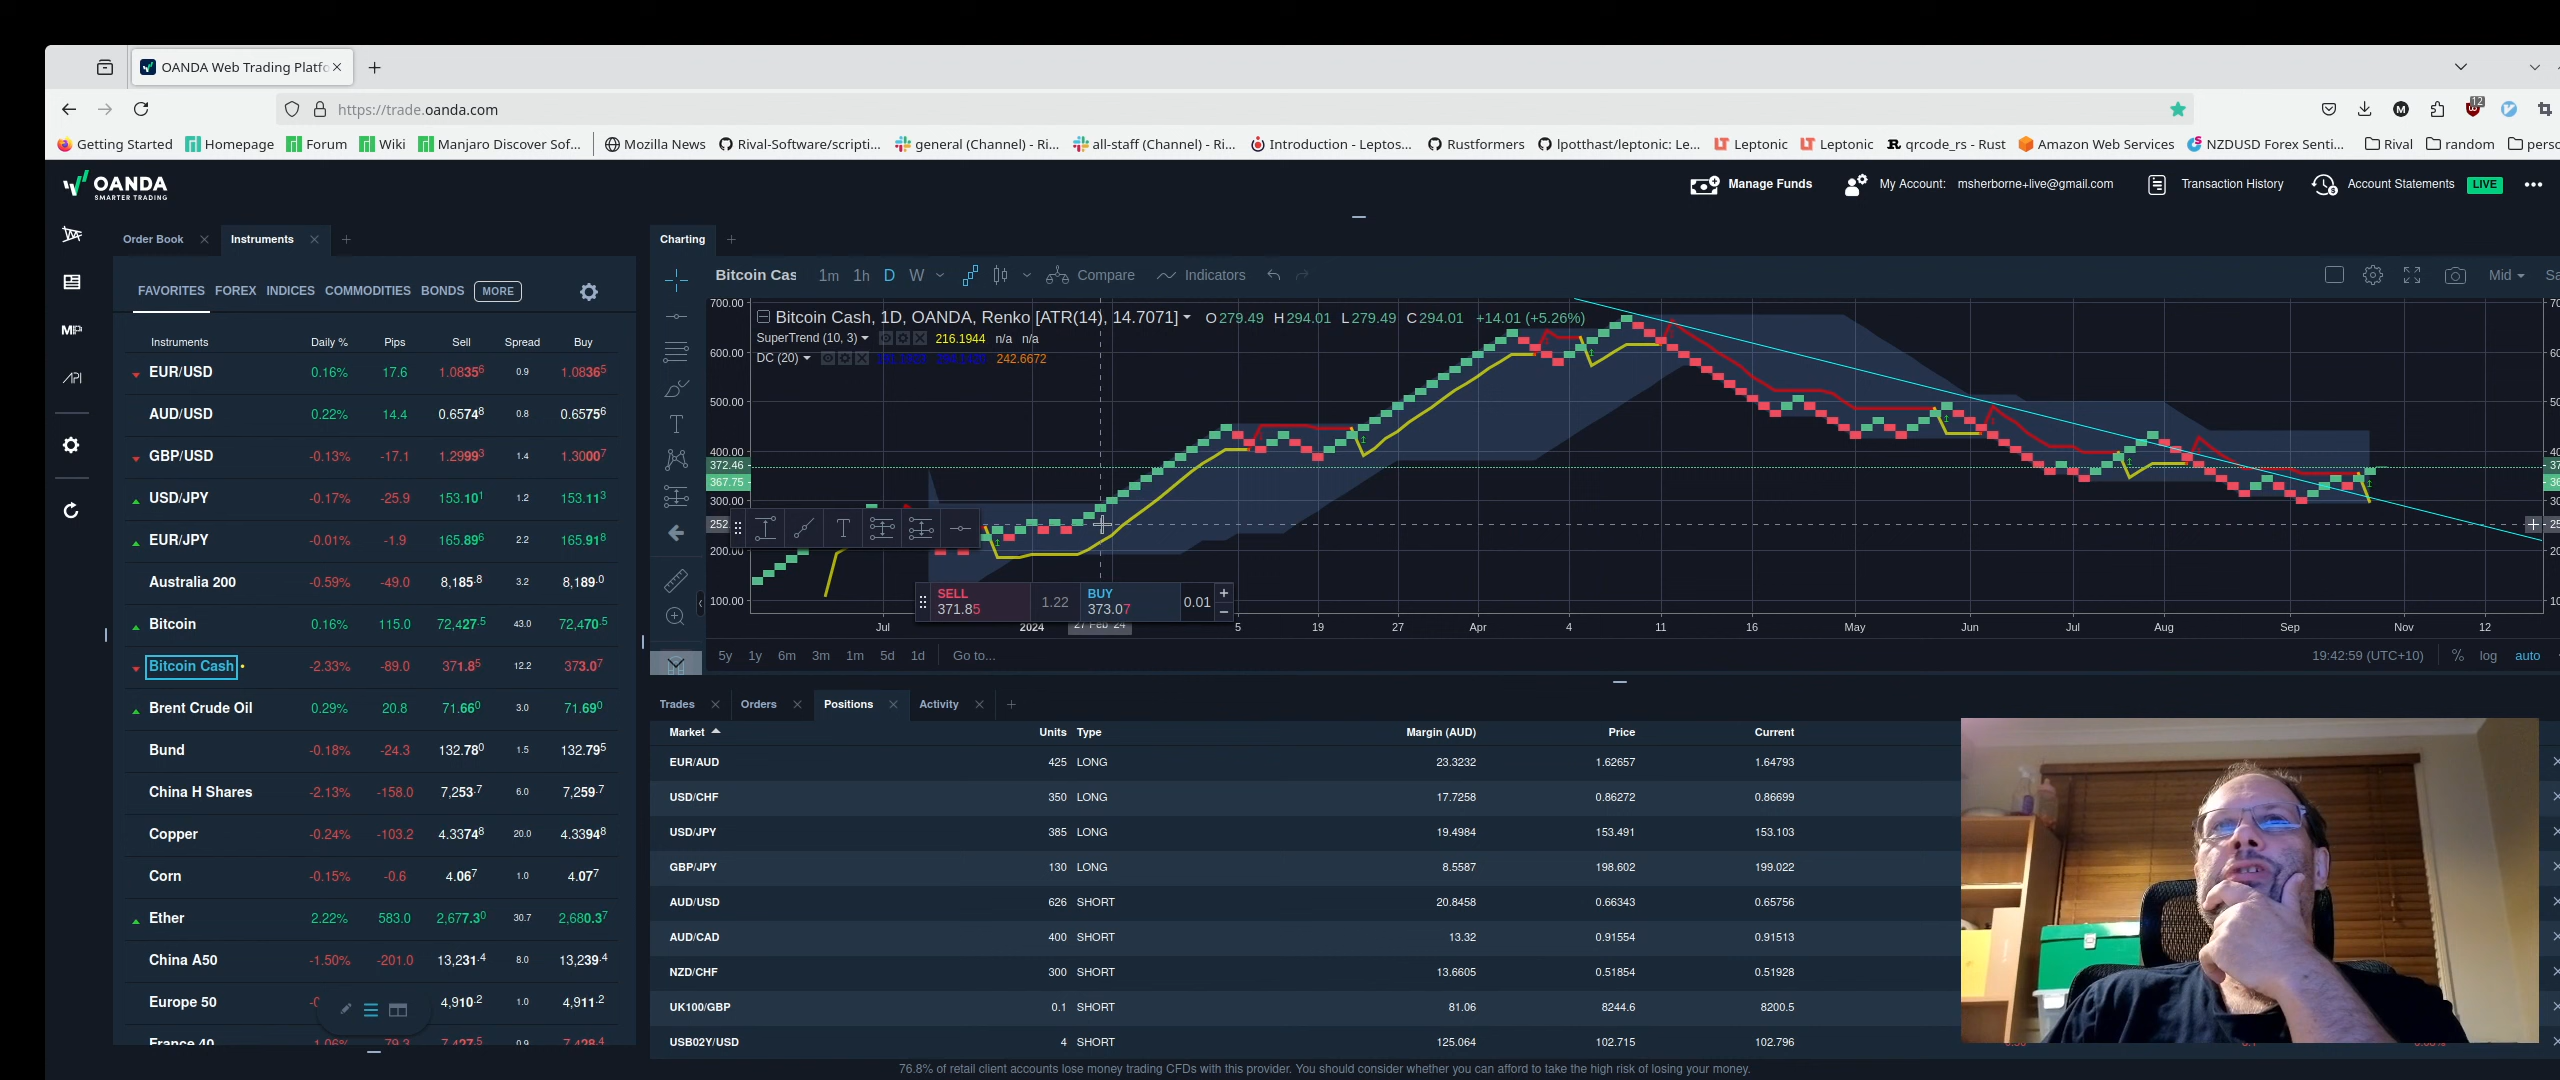 OANDA Web Trading Platfo
https://trade.oanda.com
12
Getting Started Homepage Forum Wiki Manjaro Discover Sof... Mozilla News Rival-Software/scripti... general (Channel) - Ri... all-staff (Channel) - Ri... Introduction - Leptos... Rustformers lpotthast/leptonic: Le... Leptonic Leptonic qrcode_rs - Rust Amazon Web Services NZDUSD Forex Senti... Rival random perso
OANDA
SMARTER TRADING
Manage Funds My Account: msherborne+live@gmail.com Transaction History Account Statements LIVE
Order Book Instruments
FAVORITES FOREX INDICES COMMODITIES BONDS MORE
Instruments Daily % Pips Sell Spread Buy
EUR/USD 0.16% 17.6 1.08356 0.9 1.08365
AUD/USD 0.22% 14.4 0.65748 0.8 0.65756
GBP/USD -0.13% -17.1 1.29993 1.4 1.30007
USD/JPY -0.17% -25.9 153.101 1.2 153.113
EUR/JPY -0.01% -1.9 165.896 2.2 165.918
Australia 200 -0.59% -49.0 8,185.8 3.2 8,189.0
Bitcoin 0.16% 115.0 72,427.5 43.0 72,470.5
Bitcoin Cash -2.33% -89.0 371.85 12.2 373.07
Brent Crude Oil 0.29% 20.8 71.660 3.0 71.690
Bund -0.18% -24.3 132.780 1.5 132.795
China H Shares -2.13% -158.0 7,253.7 6.0 7,259.7
Copper -0.24% -103.2 4.33748 20.0 4.33948
Corn -0.15% -0.6 4.067 1.0 4.077
Ether 2.22% 583.0 2,677.30 30.7 2,680.37
China A50 -1.50% -201.0 13,231.4 8.0 13,239.4
Europe 50 4,910.2 1.0 4,911.2
France 40 1.06% 79.3 7,427.5 0.9 7,428.4
Charting
Bitcoin Cas 1m 1h D W Compare Indicators Mid
Bitcoin Cash, 1D, OANDA, Renko [ATR(14), 14.7071] O279.49 H294.01 L279.49 C294.01 +14.01 (+5.26%)
SuperTrend (10, 3) 216.1944 n/a n/a
DC (20) 242.6672
700.00
600.00
500.00
400.00
372.46
367.75
300.00
252
200.00
100.00
SELL
371.85
1.22
BUY
373.07
0.01
Jul 2024 27 Feb '24 5 19 27 Apr 4 11 16 May Jun Jul Aug Sep Nov 12
5y 1y 6m 3m 1m 5d 1d Go to... 19:42:59 (UTC+10) % log auto
Trades Orders Positions Activity
Market Units Type Margin (AUD) Price Current
EUR/AUD 425 LONG 23.3232 1.62657 1.64793
USD/CHF 350 LONG 17.7258 0.86272 0.86699
USD/JPY 385 LONG 19.4984 153.491 153.103
GBP/JPY 130 LONG 8.5587 198.602 199.022
AUD/USD 626 SHORT 20.8458 0.66343 0.65756
AUD/CAD 400 SHORT 13.32 0.91554 0.91513
NZD/CHF 300 SHORT 13.6605 0.51854 0.51928
UK100/GBP 0.1 SHORT 81.06 8244.6 8200.5
USB02Y/USD 4 SHORT 125.064 102.715 102.796
76.8% of retail client accounts lose money trading CFDs with this provider. You should consider whether you can afford to take the high risk of losing your money.